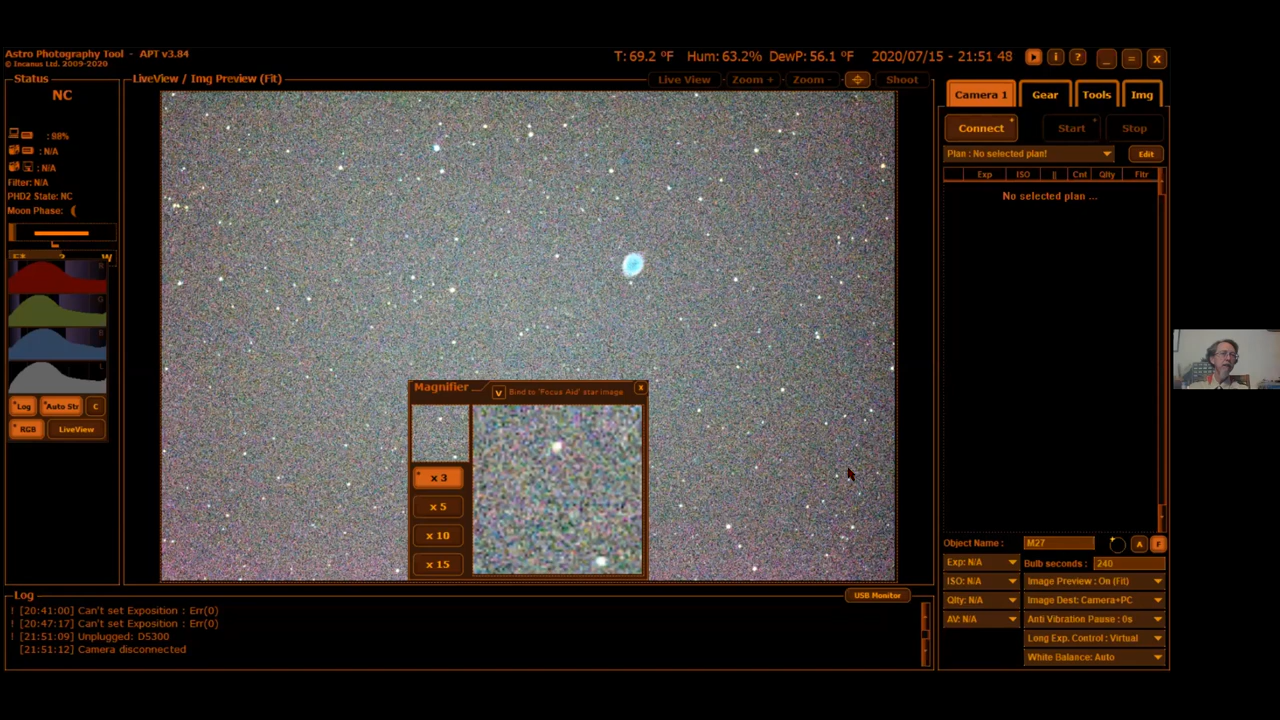 Astro Photography Tool - APT v3.84
© Incanus Ltd. 2009-2020
T: 69.2 ºF Hum: 63.2% DewP: 56.1 ºF 2020/07/15 - 21:51 48
i ? _ = x
Status
NC
: 98%
: N/A
: N/A
Filter: N/A
PHD2 State: NC
Moon Phase:
W
R
G
B
L
Log Auto Str C
RGB LiveView
LiveView / Img Preview (Fit)
Live View Zoom + Zoom - Shoot
Magnifier V Bind to 'Focus Aid' star image x
x 3
x 5
x 10
x 15
Camera 1 Gear Tools Img
Connect Start Stop
Plan : No selected plan! Edit
Exp ISO || Cnt Qlty Fltr
No selected plan ...
Object Name : M27 A F
Exp: N/A Bulb seconds : 240
ISO: N/A Image Preview : On (Fit)
Qlty: N/A Image Dest: Camera+PC
AV: N/A Anti Vibration Pause : 0s
Long Exp. Control : Virtual
White Balance: Auto
Log USB Monitor
! [20:41:00] Can't set Exposition : Err(0)
! [20:47:17] Can't set Exposition : Err(0)
! [21:51:09] Unplugged: D5300
[21:51:12] Camera disconnected